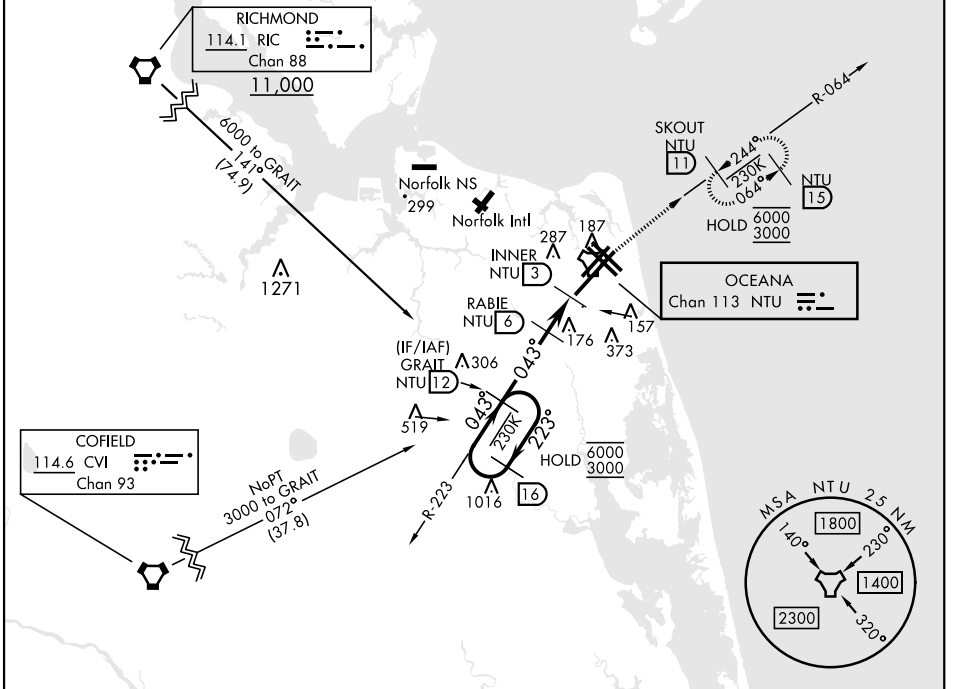 RICHMOND
114.1 RIC
Chan 88
11,000
6000 to GRAIT
141°
(74.9)
Norfolk NS
299
Norfolk Intl
1271
R-064
SKOUT
NTU
11
244°
230K
064°
NTU
15
HOLD 6000
3000
287
187
INNER
NTU 3
OCEANA
Chan 113 NTU
RABIE
NTU 6
157
176
373
043°
(IF/IAF)
GRAIT
NTU 12
306
519
043°
230K
223°
HOLD 6000
3000
1016
16
R-223
COFIELD
114.6 CVI
Chan 93
NoPT
3000 to GRAIT
072°
(37.8)
MSA NTU 25 NM
1800
140°
230°
1400
2300
320°